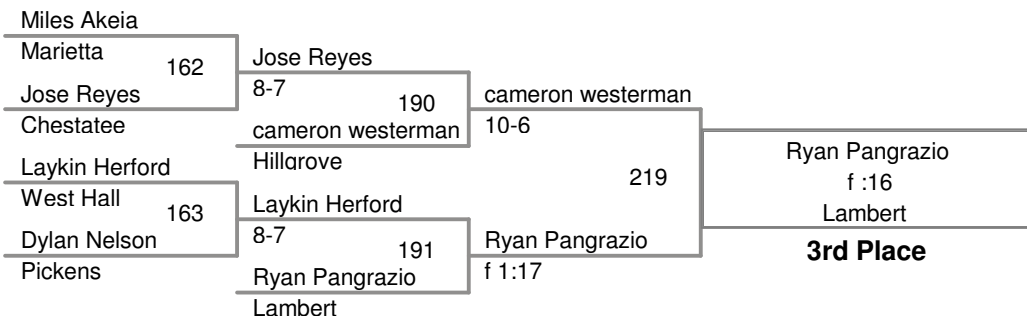 Miles Akeia
Marietta
162
Jose Reyes
Chestatee
Laykin Herford
West Hall
163
Dylan Nelson
Pickens
Jose Reyes
8-7
190
cameron westerman
Hillgrove
Laykin Herford
8-7
191
Ryan Pangrazio
Lambert
cameron westerman
10-6
219
Ryan Pangrazio
f 1:17
Ryan Pangrazio
f :16
Lambert
3rd Place